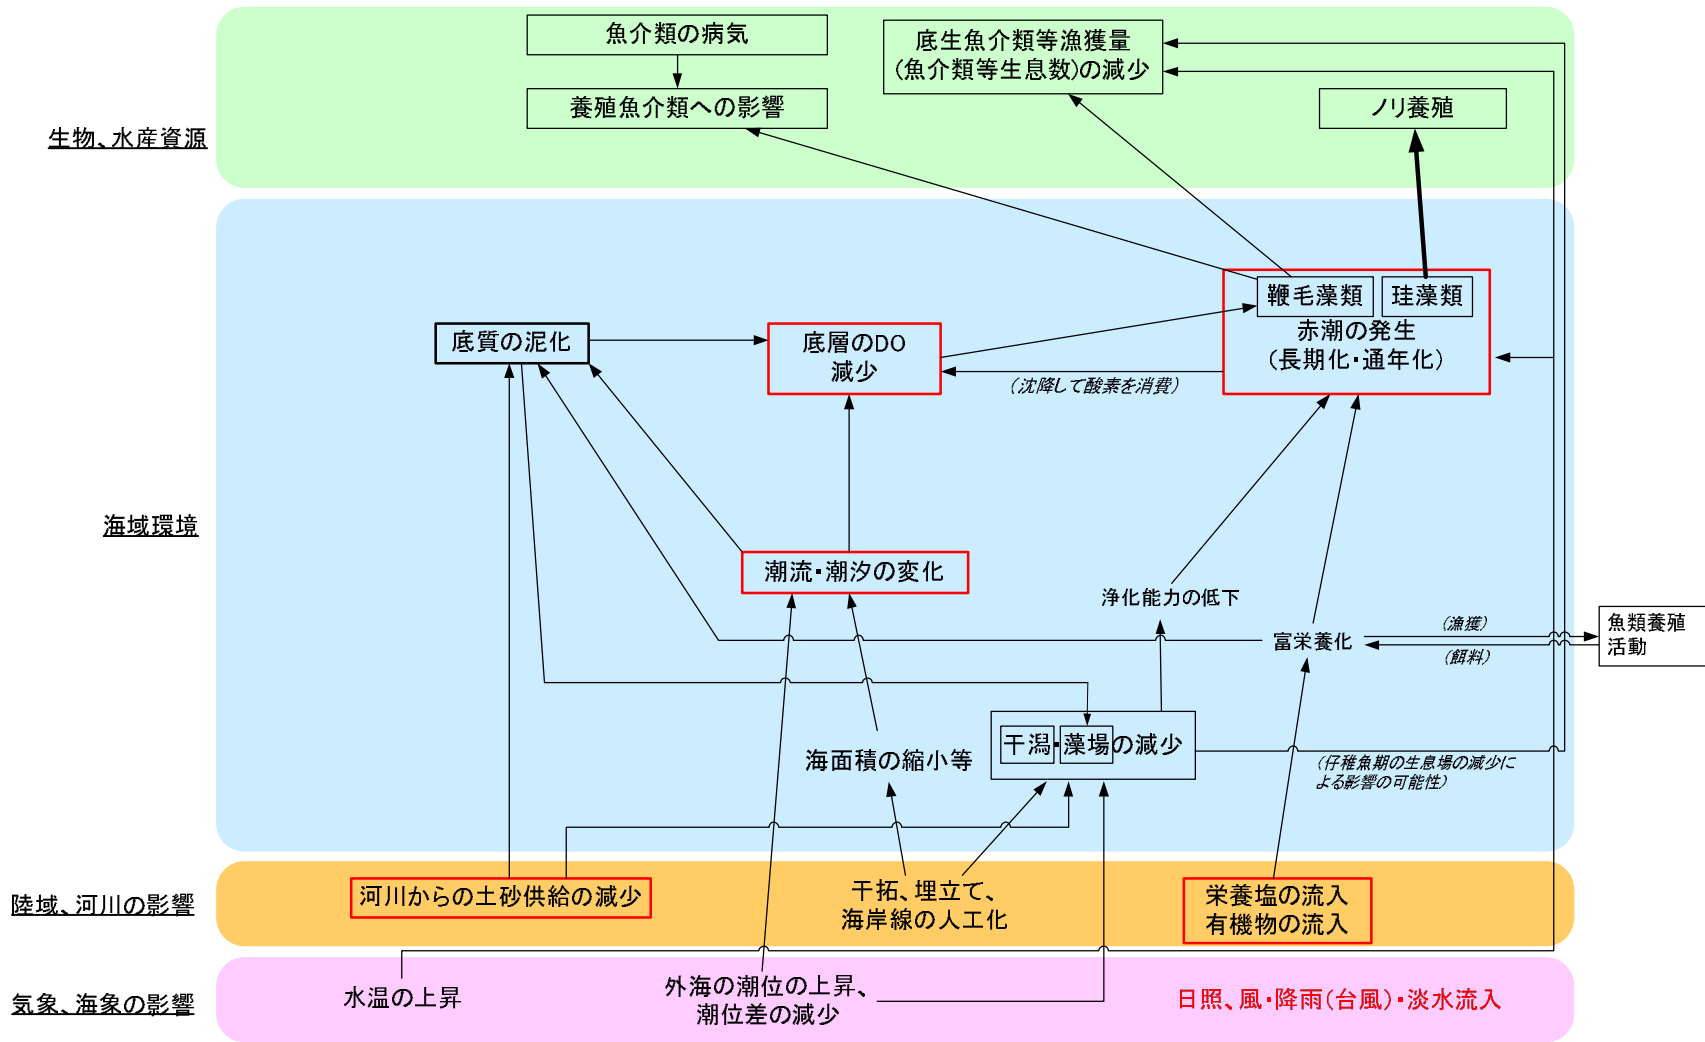 魚介類の病気
養殖魚介類への影響
底生魚介類等漁獲量
(魚介類等生息数)の減少
ノリ養殖
生物、水産資源
鞭毛藻類
珪藻類
赤潮の発生
(長期化・通年化)
底質の泥化
底層のDO
減少
(沈降して酸素を消費)
海域環境
潮流・潮汐の変化
浄化能力の低下
富栄養化
(漁獲)
(餌料)
魚類養殖
活動
海面積の縮小等
干潟・藻場の減少
(仔稚魚期の生息場の減少に
よる影響の可能性)
陸域、河川の影響
河川からの土砂供給の減少
干拓、埋立て、
海岸線の人工化
栄養塩の流入
有機物の流入
気象、海象の影響
水温の上昇
外海の潮位の上昇、
潮位差の減少
日照、風・降雨(台風)・淡水流入